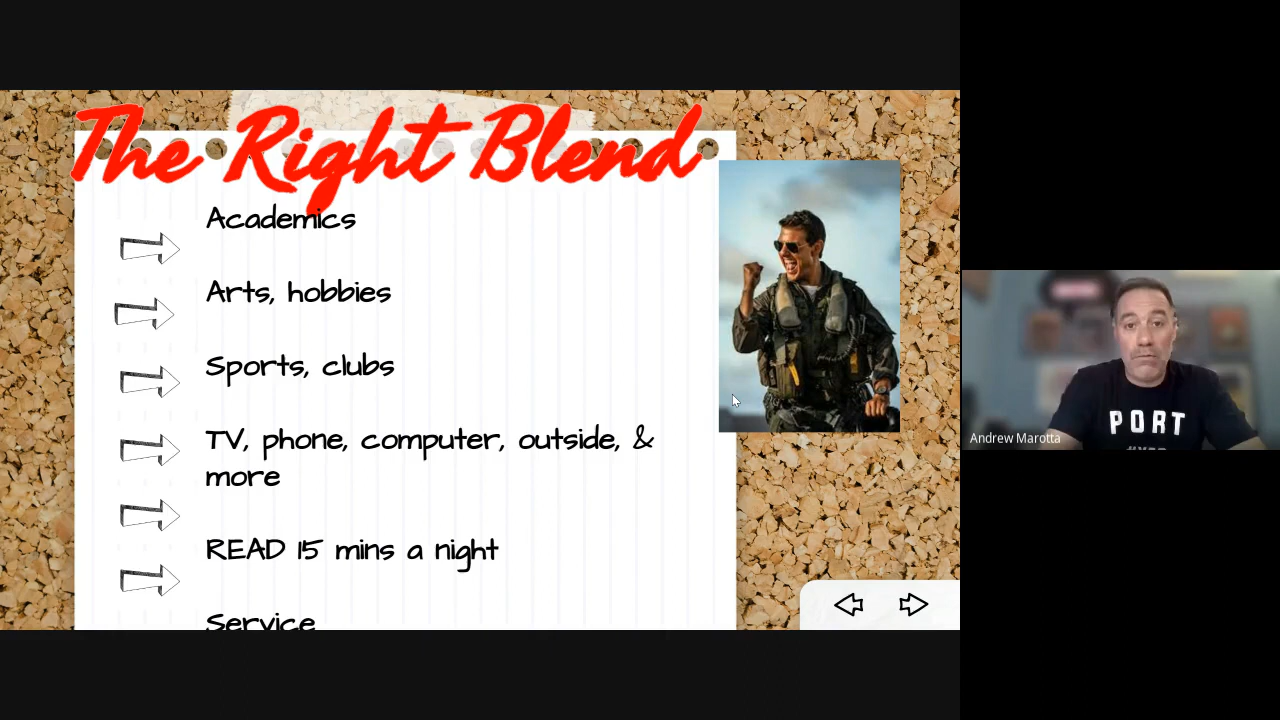 The Right Blend
Academics
Arts, hobbies
Sports, clubs
TV, phone, computer, outside, &
more
READ 15 mins a night
Service
PORT
Andrew Marotta